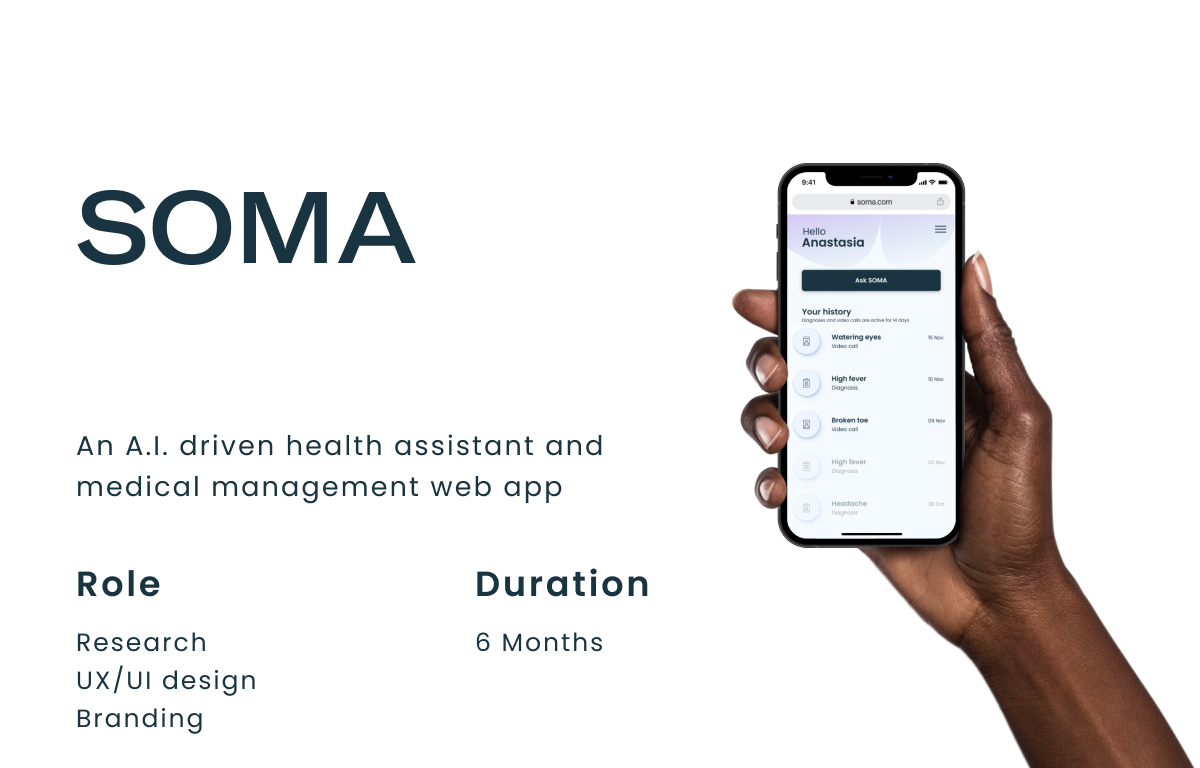 SOMA
An A.I. driven health assistant and
medical management web app
Role
Research
UX/UI design
Branding
Duration
6 Months
9:41
soma.com
Hello
Anastasia
Ask SOMA
Your history
Diagnoses and video calls are active for 14 days
Watering eyes 15 Nov
Video call
High fever 10 Nov
Diagnosis
Broken toe 09 Nov
Video call
High fever 03 Nov
Diagnosis
Headache 30 Oct
Diagnosis